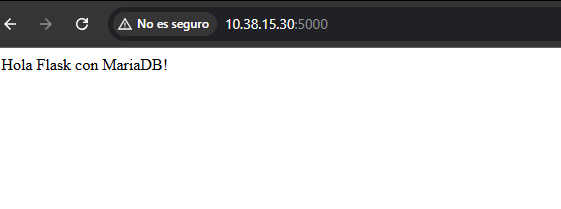 No es seguro 10.38.15.30:5000
Hola Flask con MariaDB!